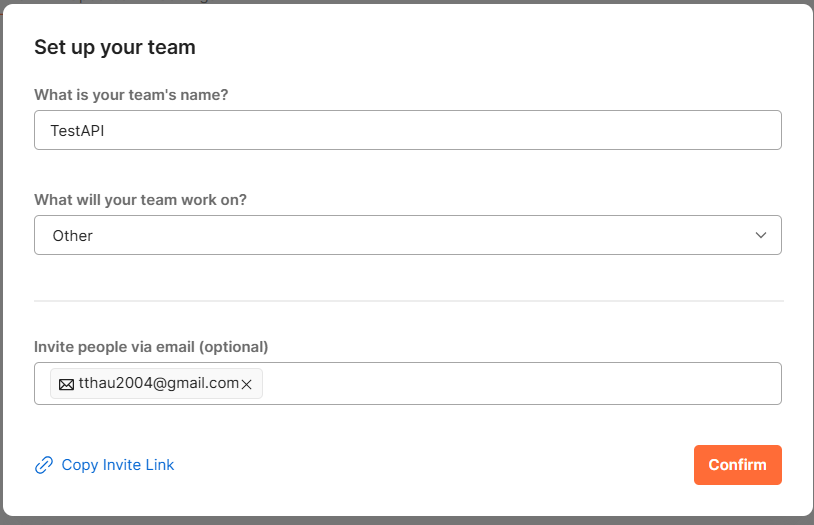 Set up your team
What is your team's name?
TestAPI
What will your team work on?
Other
Invite people via email (optional)
tthau2004@gmail.com
Copy Invite Link
Confirm